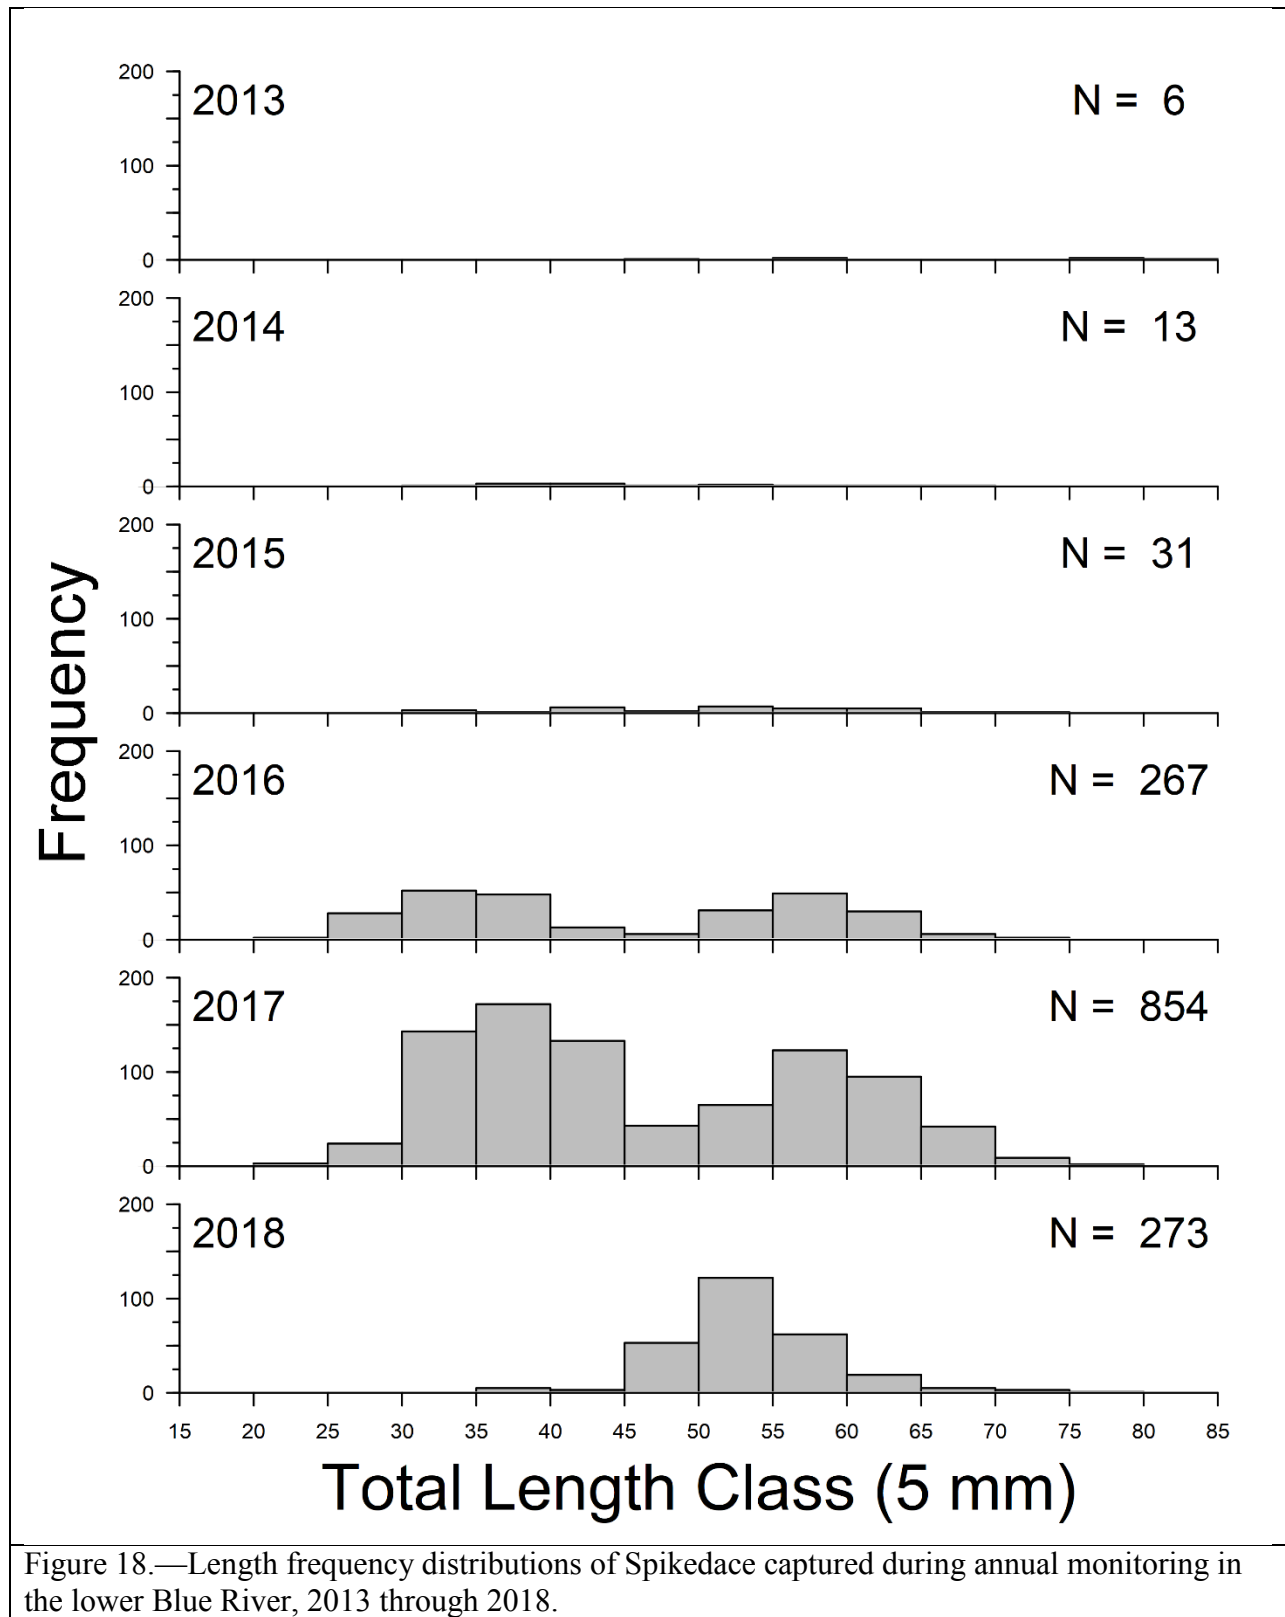 200
2013
N = 6
100
0
200
2014
N = 13
100
0
200
2015
N = 31
100
0
Frequency
200
2016
N = 267
100
0
200
2017
N = 854
100
0
200
2018
N = 273
100
0
15 20 25 30 35 40 45 50 55 60 65 70 75 80 85
Total Length Class (5 mm)
Figure 18.—Length frequency distributions of Spikedace captured during annual monitoring in
the lower Blue River, 2013 through 2018.